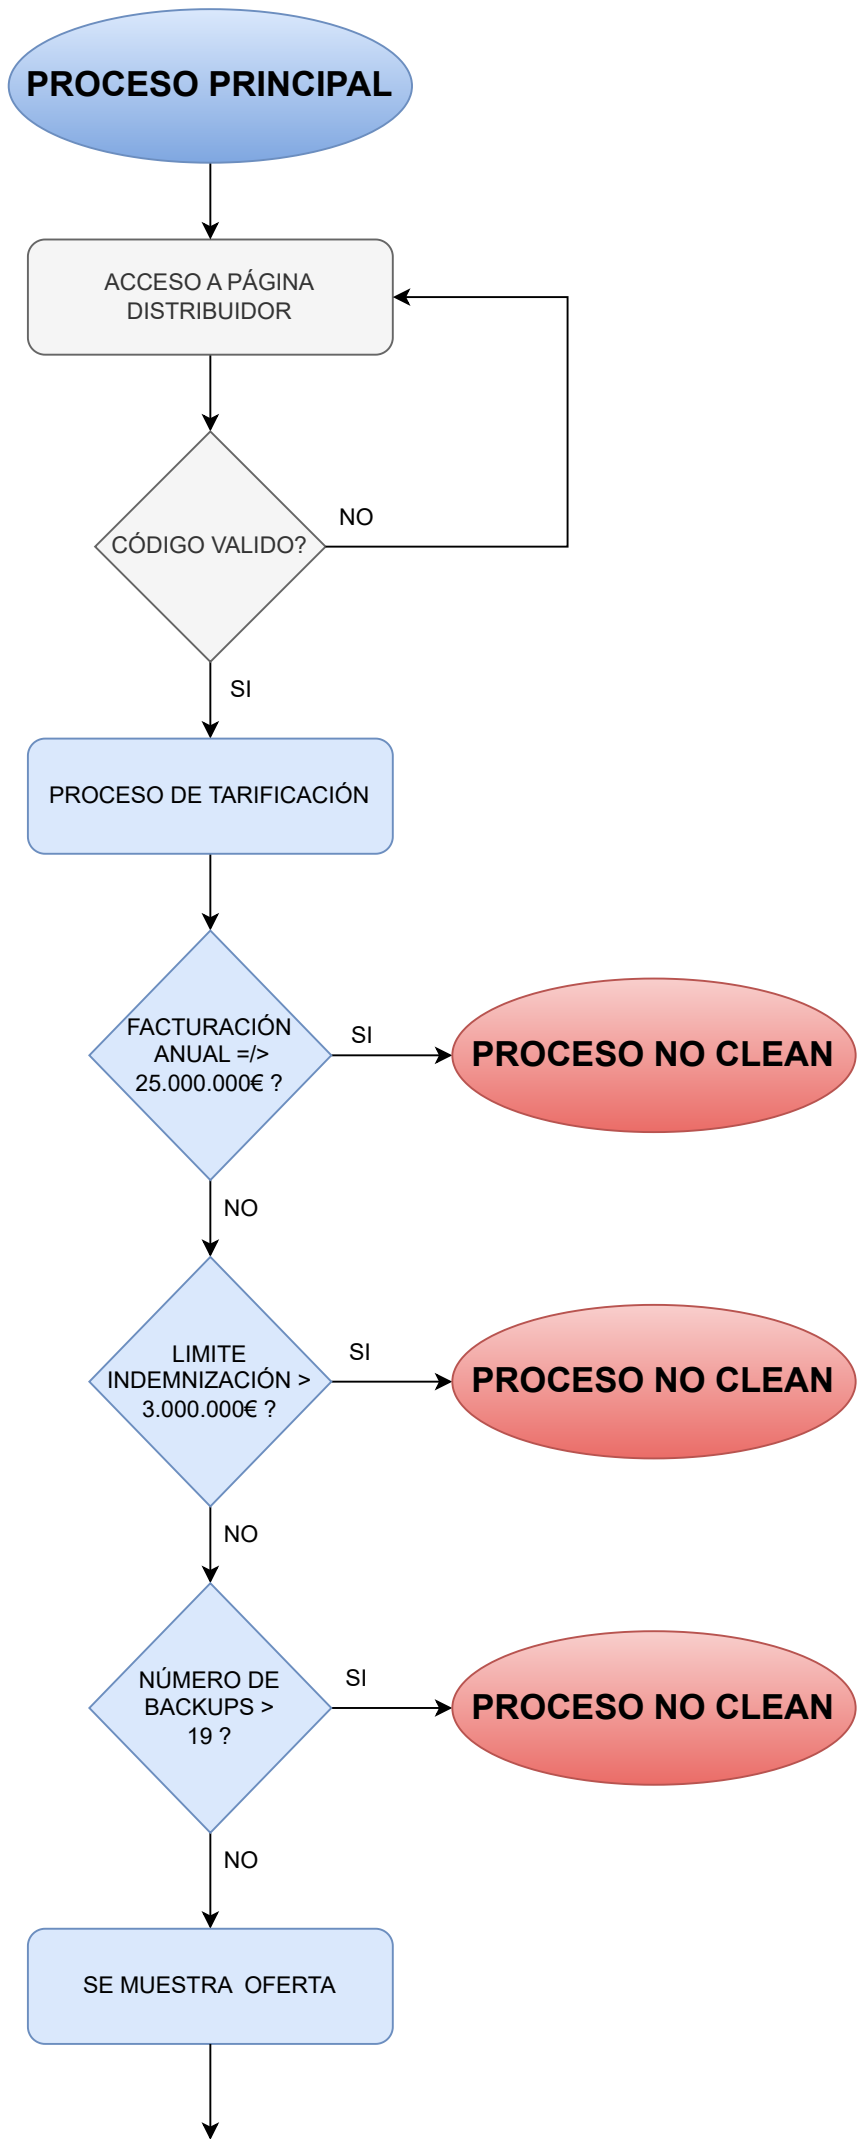 PROCESO PRINCIPAL
ACCESO A PÁGINA
DISTRIBUIDOR
CÓDIGO VALIDO?
NO
SI
PROCESO DE TARIFICACIÓN
FACTURACIÓN
ANUAL =/>
25.000.000€ ?
SI
PROCESO NO CLEAN
NO
LIMITE
INDEMNIZACIÓN >
3.000.000€ ?
SI
PROCESO NO CLEAN
NO
NÚMERO DE
BACKUPS >
19 ?
SI
PROCESO NO CLEAN
NO
SE MUESTRA OFERTA